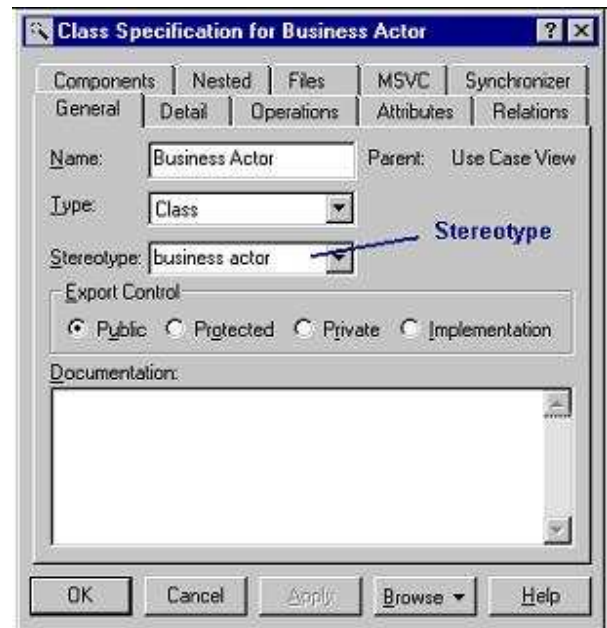 Class Specification for Business Actor
Components Nested Files MSVC Synchronizer
General Detail Operations Attributes Relations
Name: Business Actor Parent: Use Case View
Type: Class
Stereotype
Stereotype: business actor
Export Control
Public Protected Private Implementation
Documentation:
OK Cancel Apply Browse Help